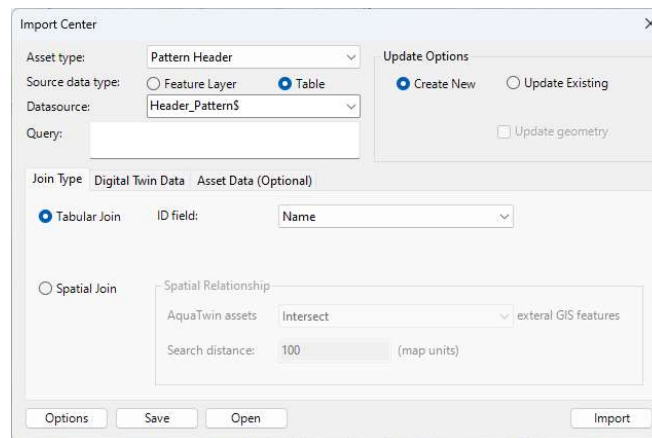 Import Center
Asset type: Pattern Header
Source data type: Feature Layer Table
Datasource: Header_Pattern$
Query:
Update Options
Create New Update Existing
Update geometry
Join Type Digital Twin Data Asset Data (Optional)
Tabular Join ID field: Name
Spatial Join Spatial Relationship
AquaTwin assets Intersect exteral GIS features
Search distance: 100 (map units)
Options Save Open Import